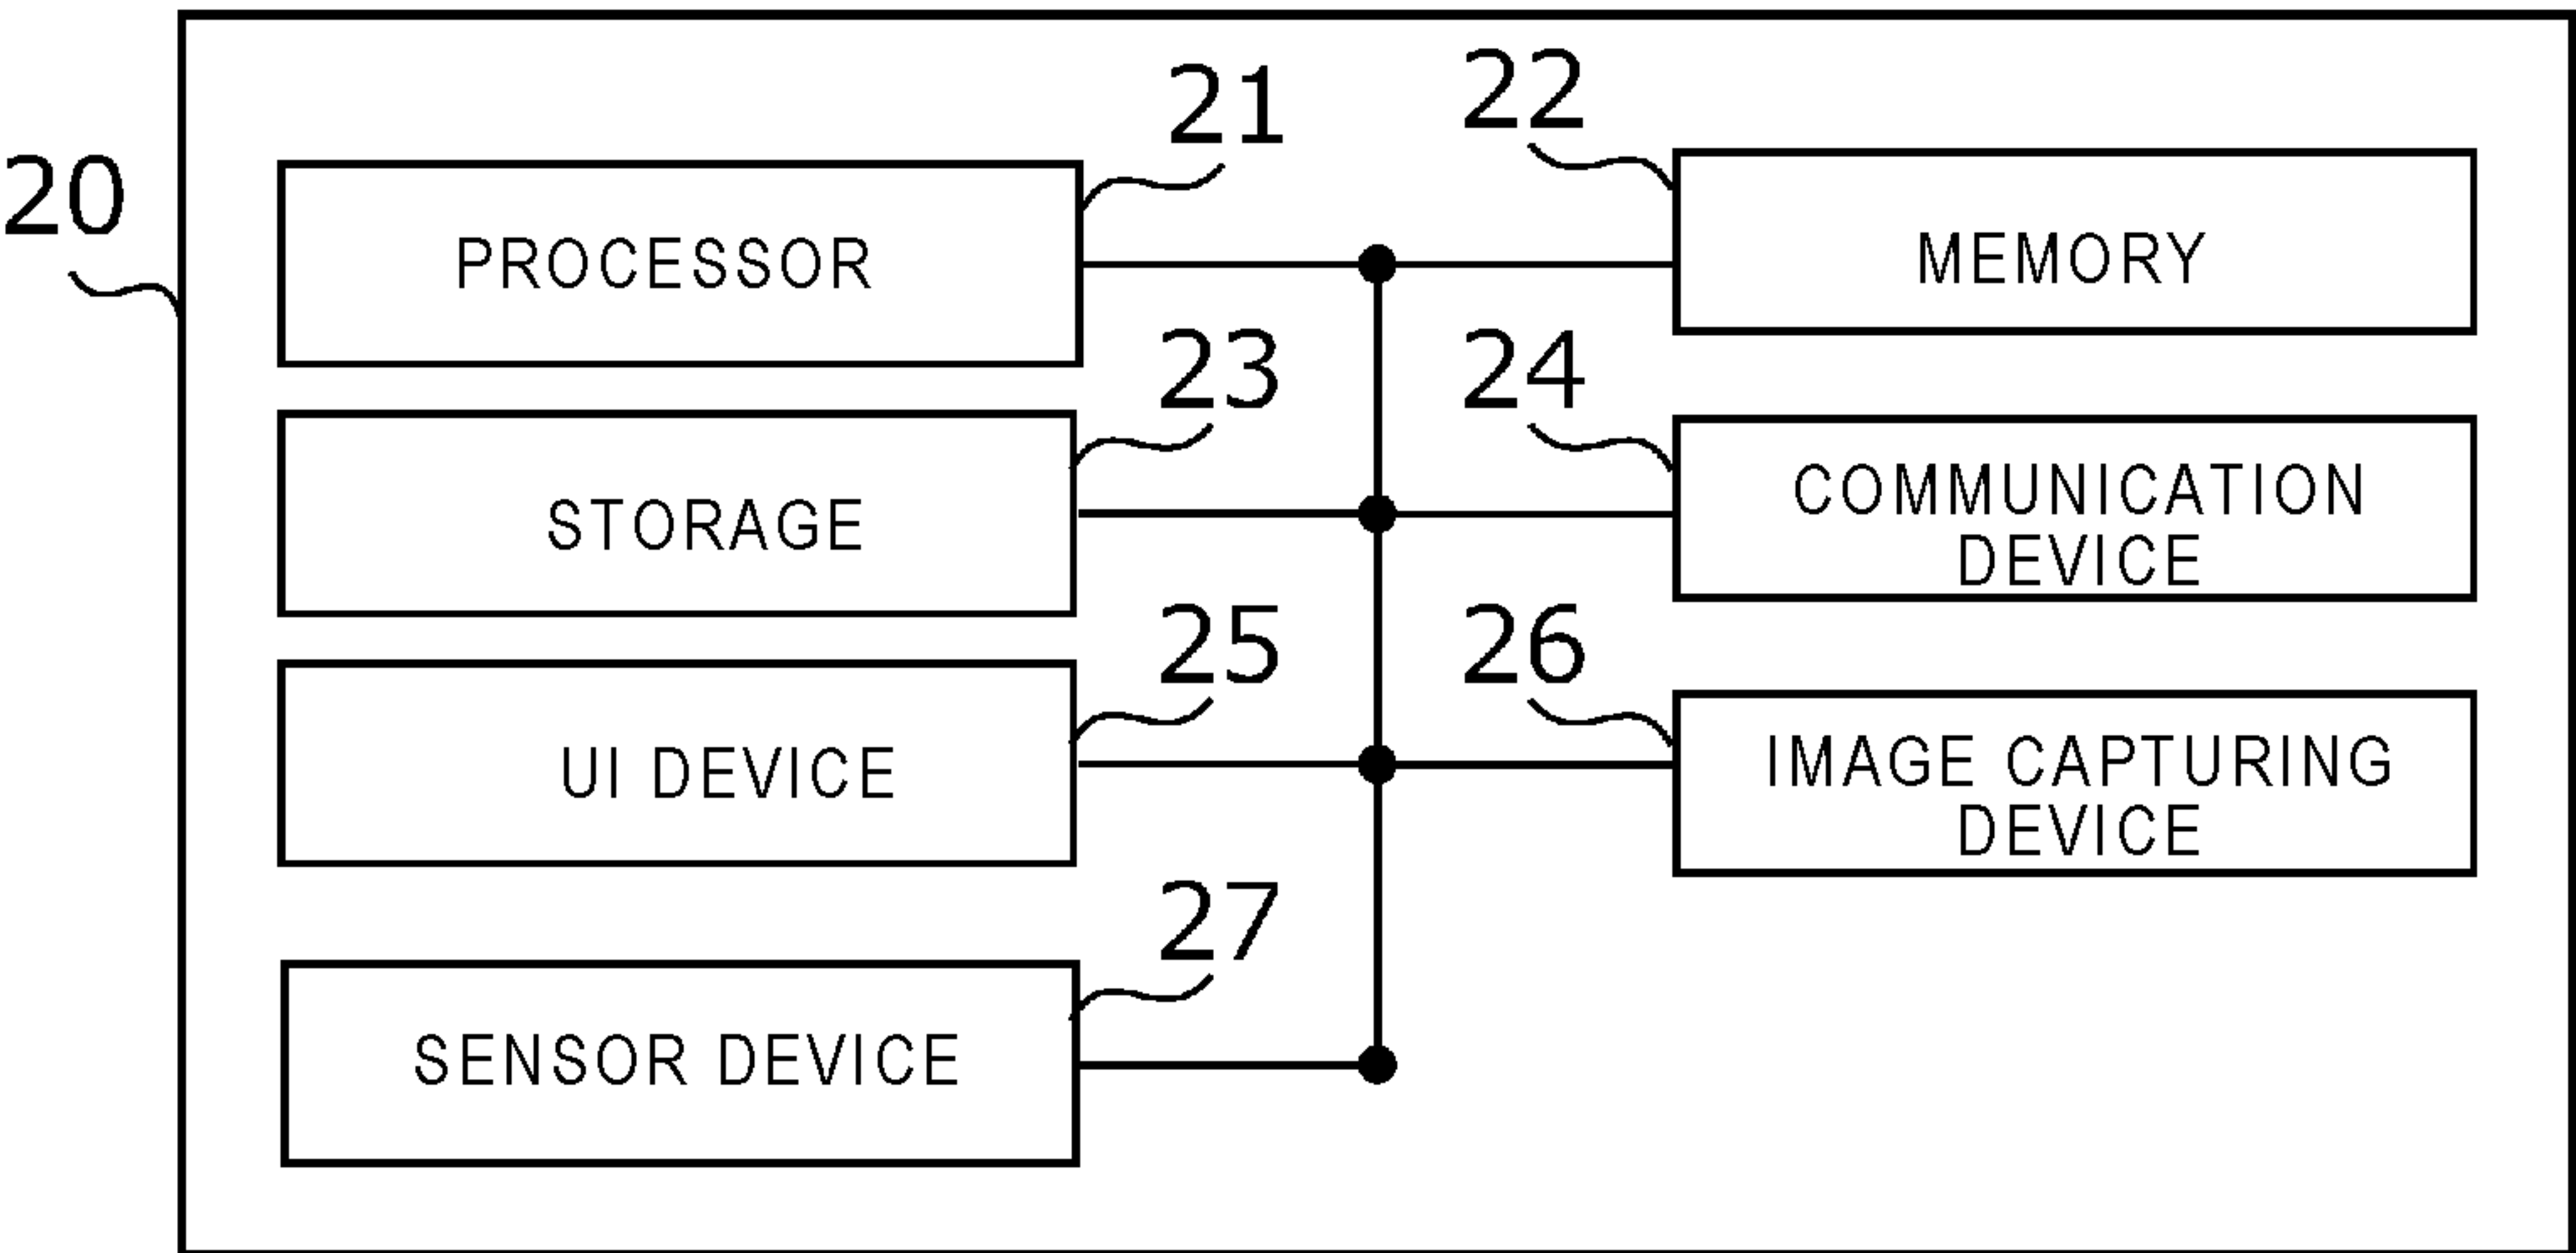 21
22
20
PROCESSOR
MEMORY
23
24
STORAGE
COMMUNICATION
DEVICE
25
26
UI DEVICE
IMAGE CAPTURING
DEVICE
27
SENSOR DEVICE